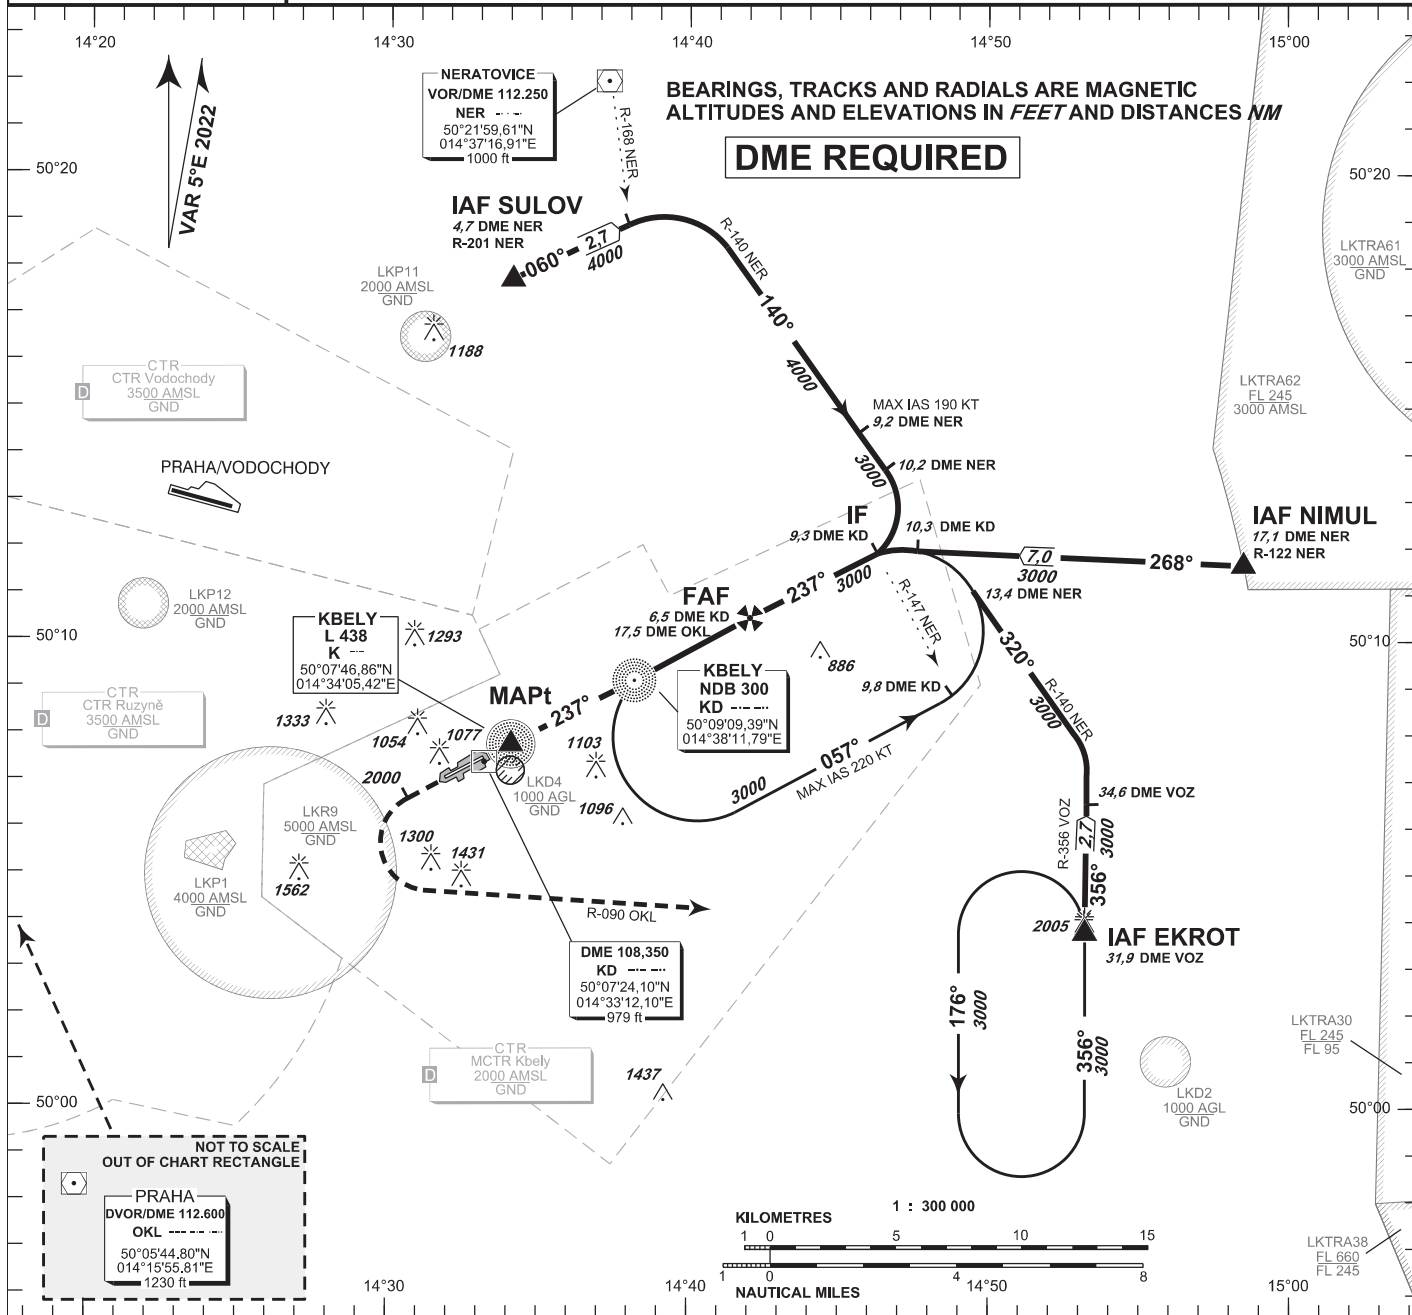 14°20
14°30
14°40
14°50
15°00
VAR 5°E 2022
NERATOVICE
VOR/DME 112.250
NER
50°21'59,61"N
014°37'16,91"E
1000 ft
BEARINGS, TRACKS AND RADIALS ARE MAGNETIC
ALTITUDES AND ELEVATIONS IN FEET AND DISTANCES NM
DME REQUIRED
50°20
50°20
R-168 NER
IAF SULOV
4,7 DME NER
R-201 NER
060°
2,7
4000
R-140 NER
140°
4000
LKP11
2000 AMSL
GND
1188
LKTRA61
3000 AMSL
GND
CTR
CTR Vodochody
3500 AMSL
GND
D
LKTRA62
FL 245
3000 AMSL
MAX IAS 190 KT
9,2 DME NER
3000
10,2 DME NER
PRAHA/VODOCHODY
IF
9,3 DME KD
10,3 DME KD
IAF NIMUL
17,1 DME NER
R-122 NER
7,0
3000
268°
237°
3000
R-147 NER
13,4 DME NER
LKP12
2000 AMSL
GND
FAF
6,5 DME KD
17,5 DME OKL
KBELY
L 438
K
50°07'46,86"N
014°34'05,42"E
1293
50°10
50°10
320°
R-140 NER
3000
886
9,8 DME KD
KBELY
NDB 300
KD
50°09'09,39"N
014°38'11,79"E
MAPt
237°
CTR
CTR Ruzyně
3500 AMSL
GND
D
1333
1054
1077
1103
057°
MAX IAS 220 KT
3000
2000
LKD4
1000 AGL
GND
1096
34,6 DME VOZ
R-356 VOZ
2,7
3000
356°
LKR9
5000 AMSL
GND
1300
1431
LKP1
4000 AMSL
GND
1562
R-090 OKL
2005
IAF EKROT
31,9 DME VOZ
DME 108,350
KD
50°07'24,10"N
014°33'12,10"E
979 ft
176°
3000
356°
3000
LKTRA30
FL 245
FL 95
CTR
MCTR Kbely
2000 AMSL
GND
D
1437
LKD2
1000 AGL
GND
50°00
50°00
NOT TO SCALE
OUT OF CHART RECTANGLE
PRAHA
DVOR/DME 112.600
OKL
50°05'44,80"N
014°15'55,81"E
1230 ft
1 : 300 000
KILOMETRES
1 0 5 10 15
1 0 4 8
NAUTICAL MILES
LKTRA38
FL 660
FL 245
14°30
14°40
14°50
15°00